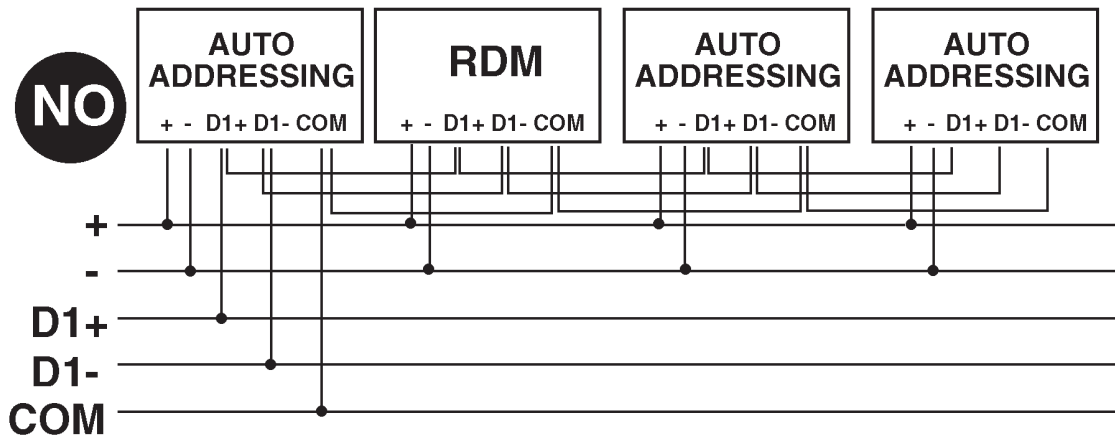 NO
AUTO
ADDRESSING
+ - D1+ D1- COM
RDM
+ - D1+ D1- COM
AUTO
ADDRESSING
+ - D1+ D1- COM
AUTO
ADDRESSING
+ - D1+ D1- COM
+
-
D1+
D1-
COM